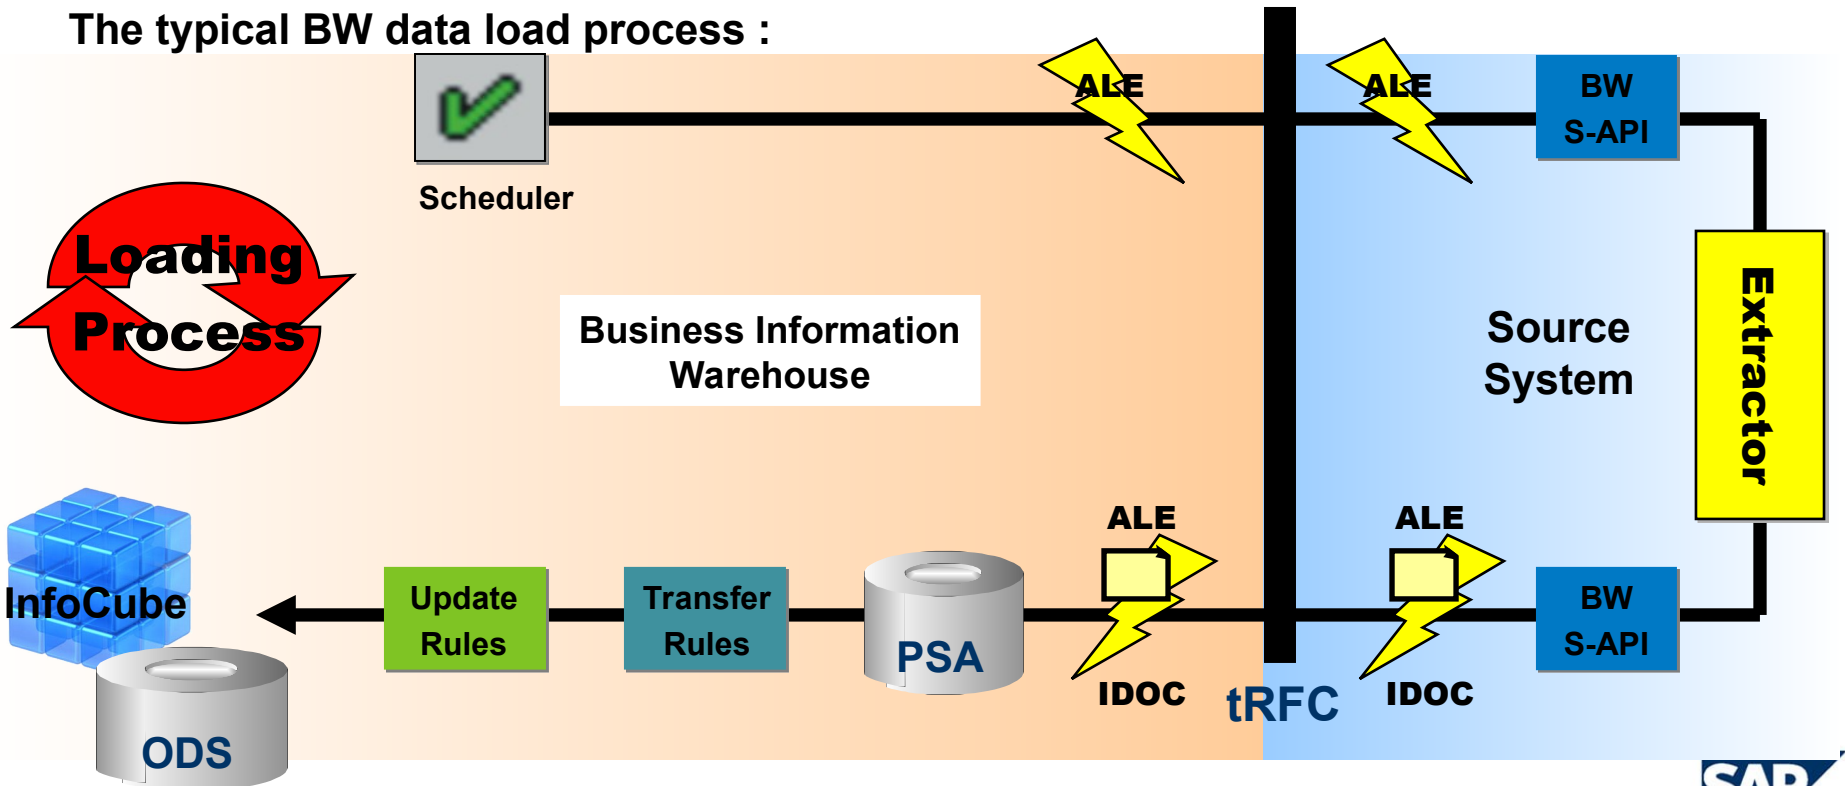 The typical BW data load process :
ALE
ALE
BW
S-API
Scheduler
Loading
Process
Business Information
Warehouse
Source
System
Extractor
InfoCube
ODS
Update
Rules
Transfer
Rules
PSA
ALE
IDOC
tRFC
ALE
IDOC
BW
S-API
SAP